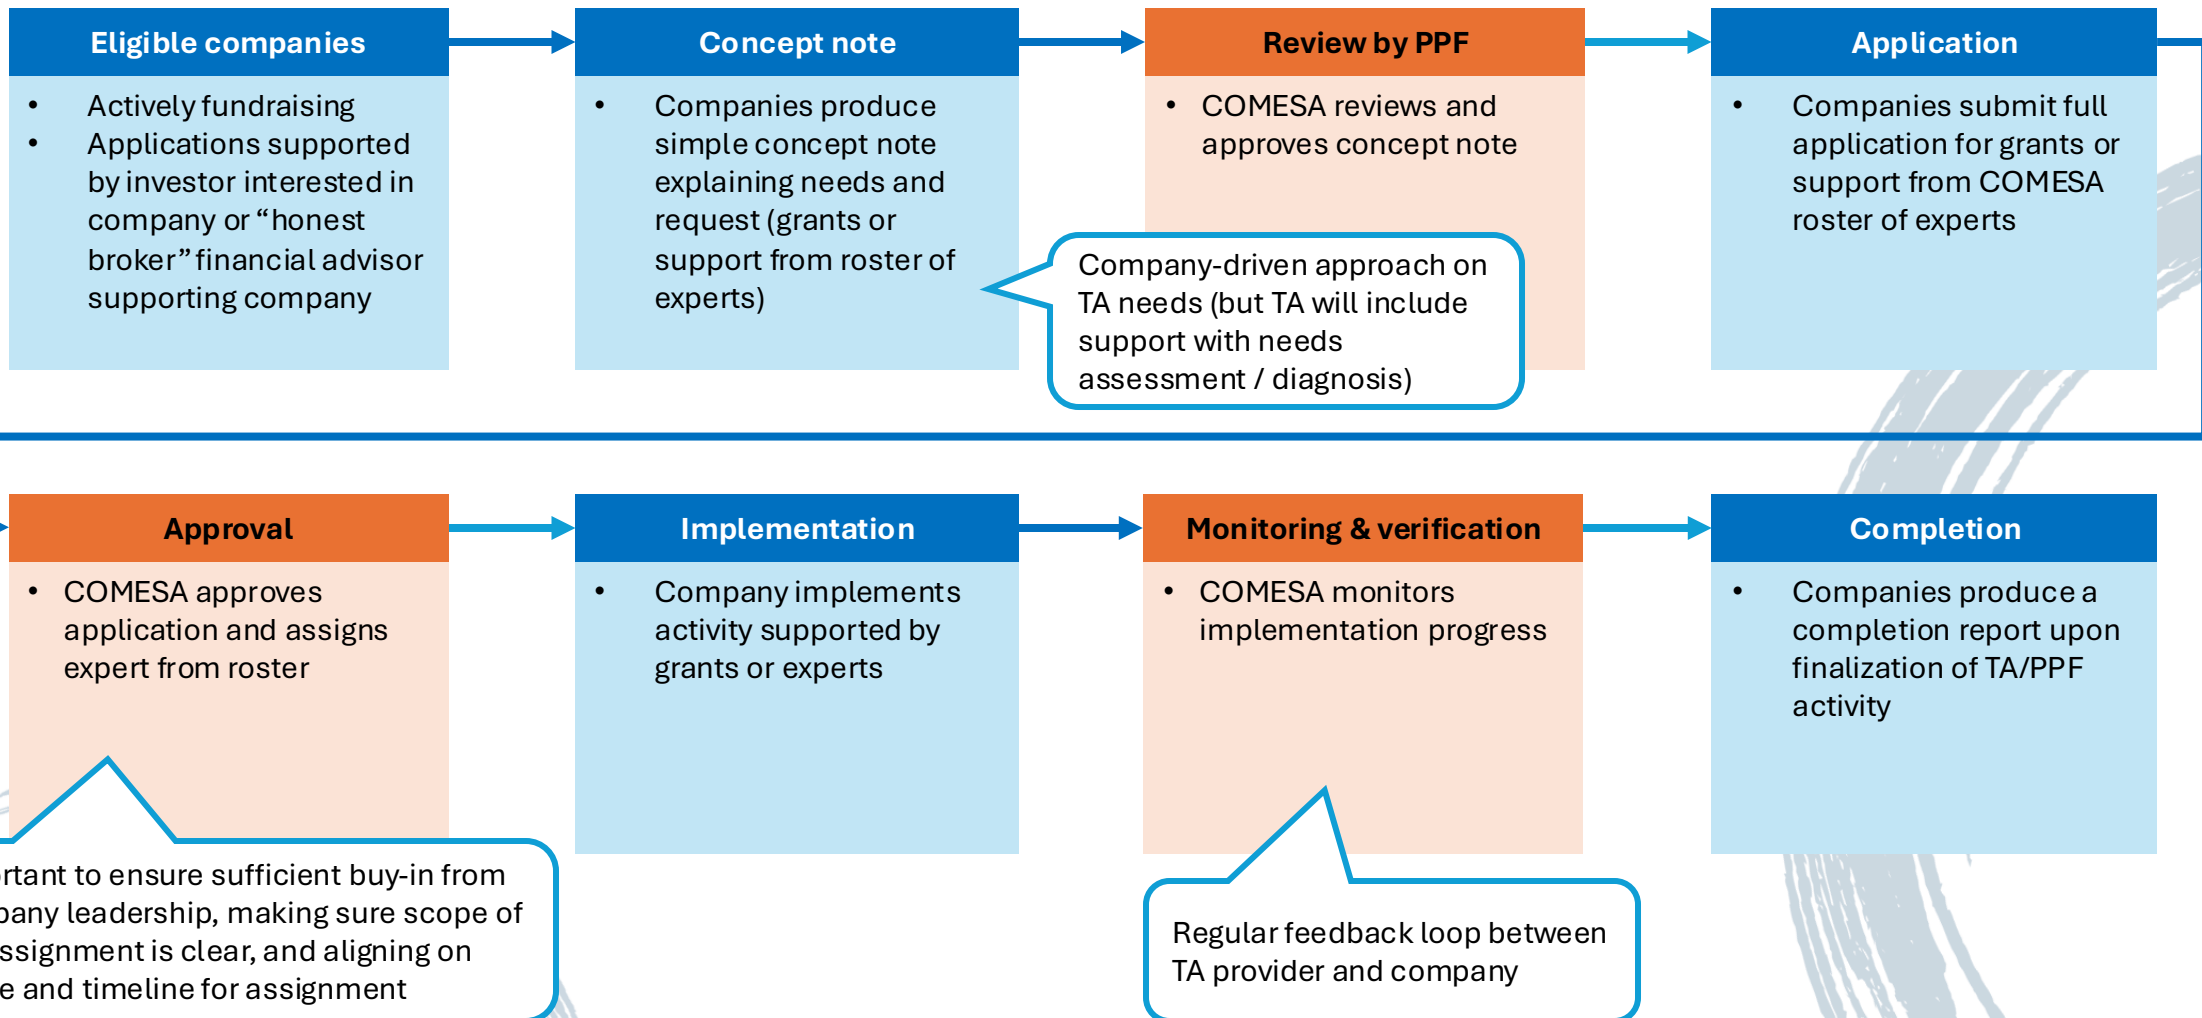 Eligible companies
• Actively fundraising
• Applications supported
by investor interested in
company or “honest
broker” financial advisor
supporting company
Concept note
• Companies produce
simple concept note
explaining needs and
request (grants or
support from roster of
experts)
Review by PPF
• COMESA reviews and
approves concept note
Company-driven approach on
TA needs (but TA will include
support with needs
assessment / diagnosis)
Application
• Companies submit full
application for grants or
support from COMESA
roster of experts
Approval
• COMESA approves
application and assigns
expert from roster
to ensure sufficient buy-in from
leadership, making sure scope of
is clear, and aligning on
and timeline for assignment
Implementation
• Company implements
activity supported by
grants or experts
Monitoring & verification
• COMESA monitors
implementation progress
Regular feedback loop between
TA provider and company
Completion
• Companies produce a
completion report upon
finalization of TA/PPF
activity